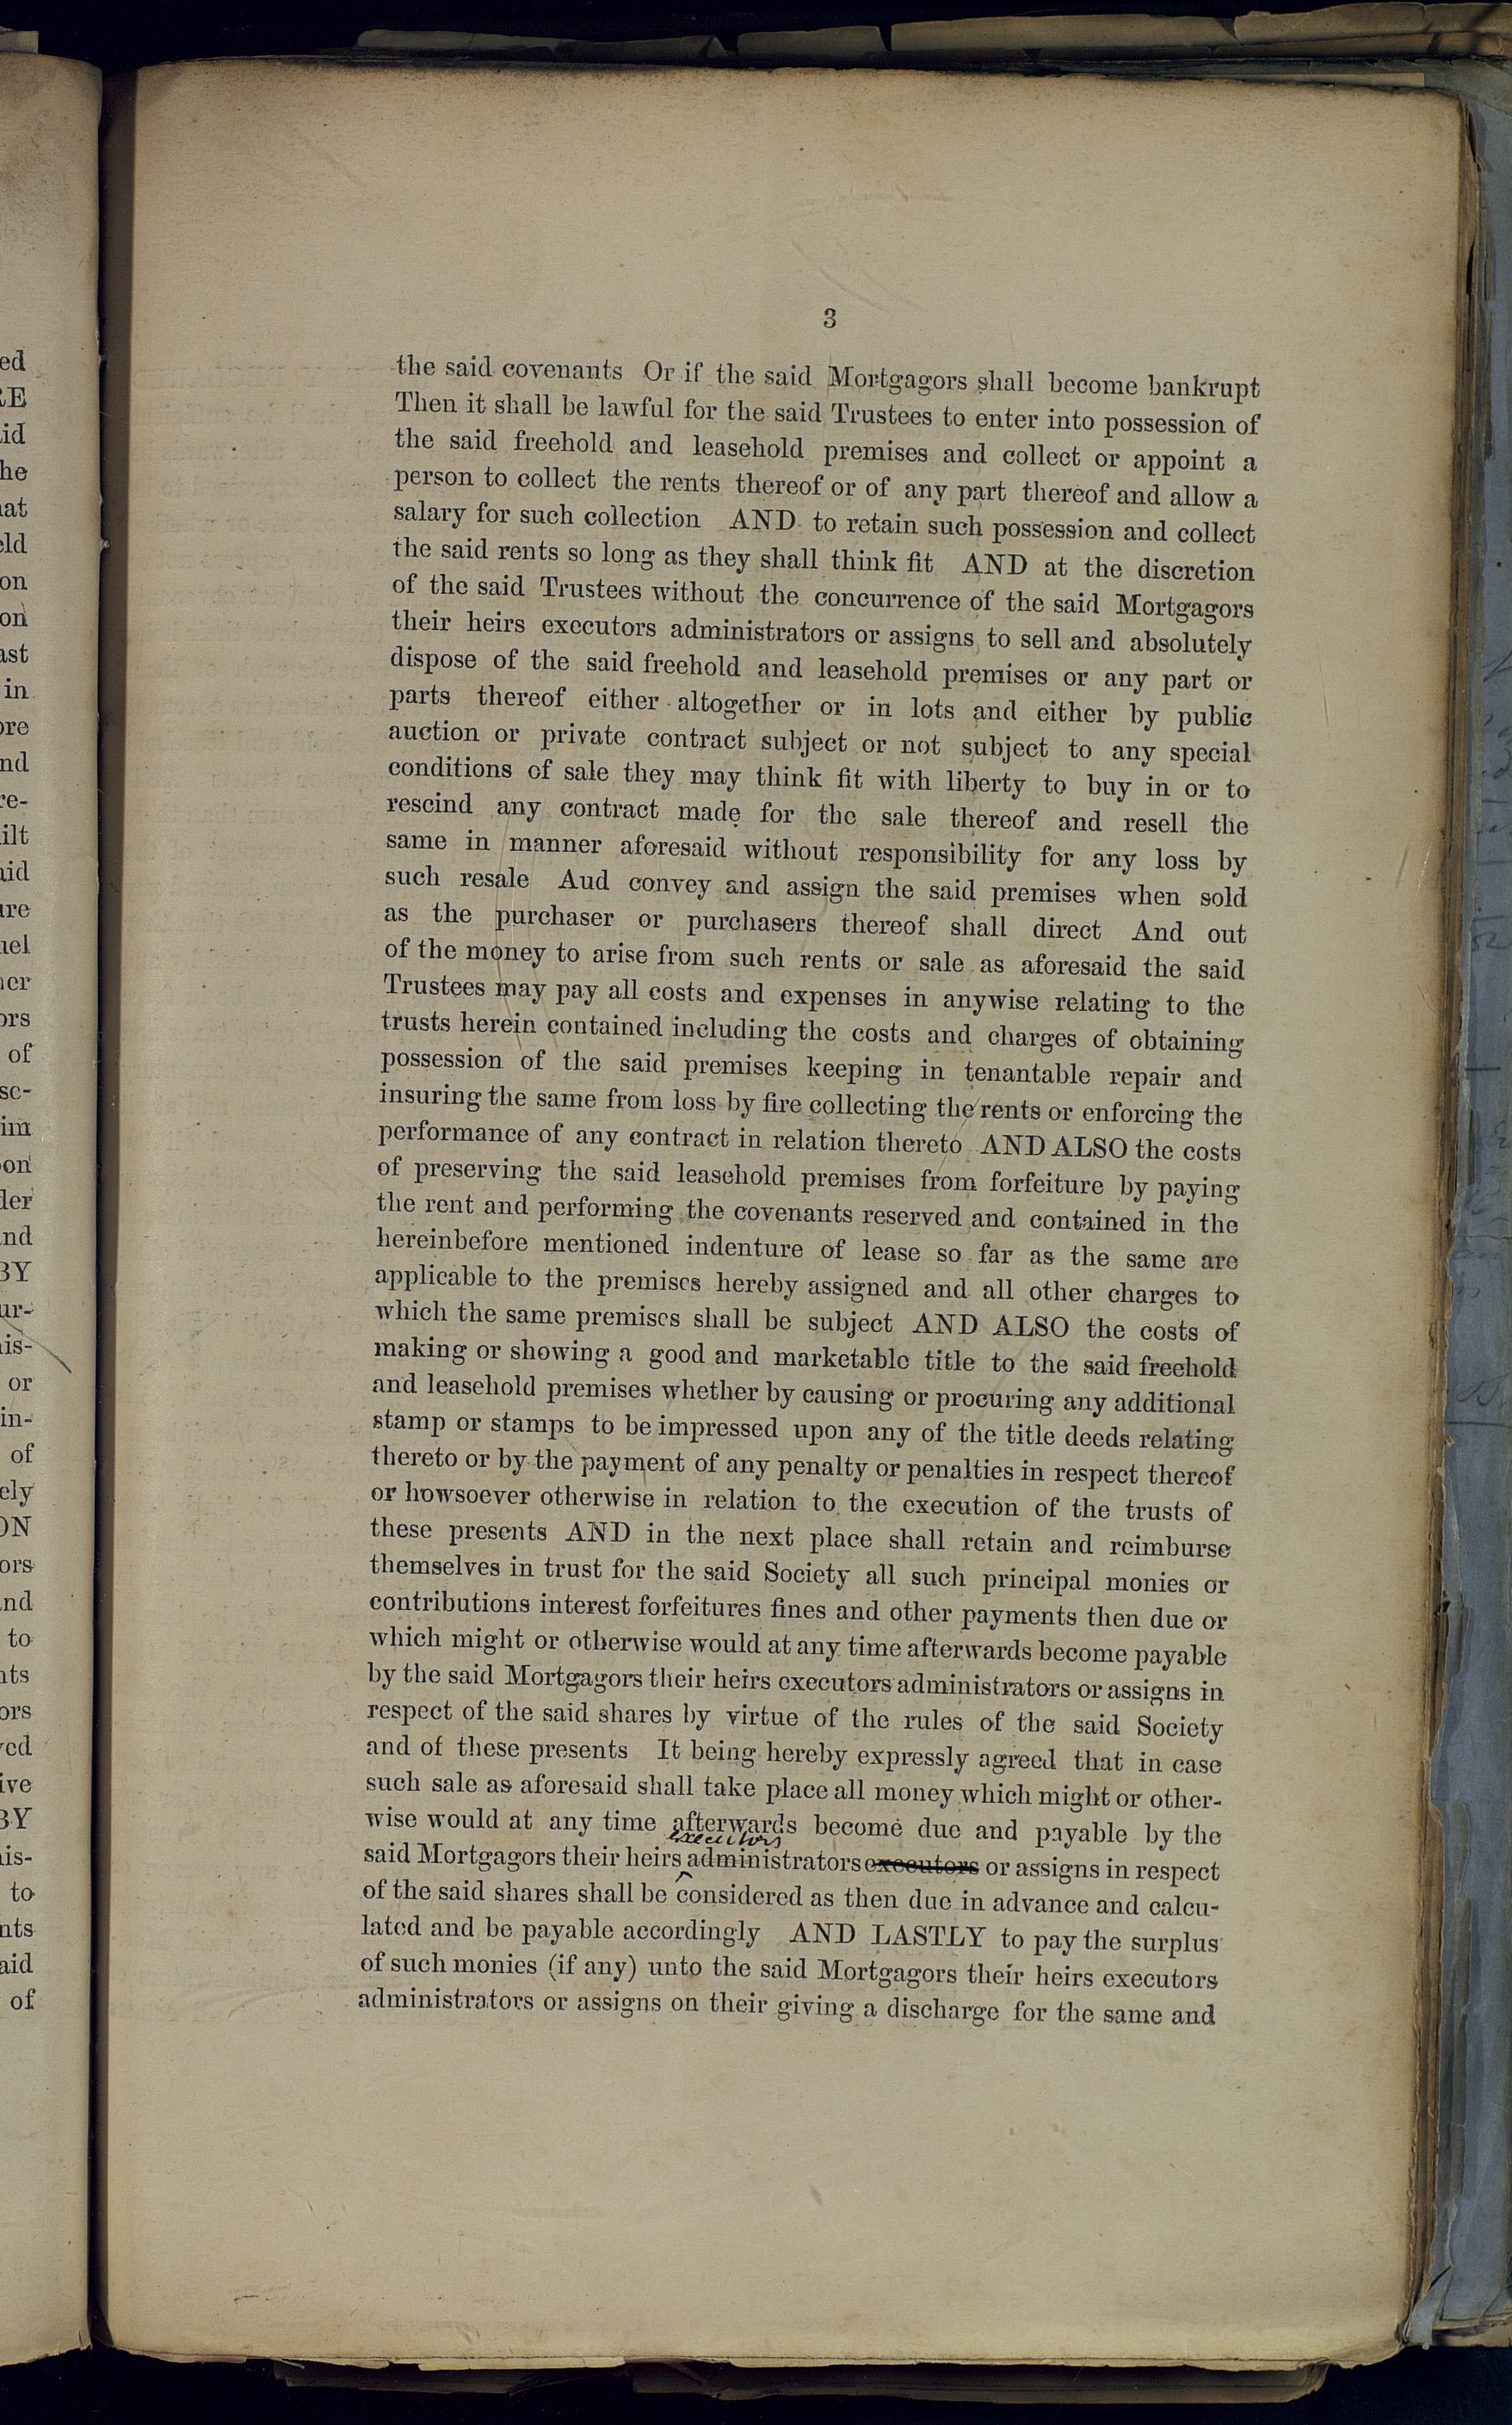 3
the said covenants Or if the said Mortgagors shall become bankrupt
Then it shall be lawful for the said Trustees to enter into possession of
the said freehold and leasehold premises and collect or appoint a
person to collect the rents thereof or of any part thereof and allow a
salary for such collection AND to retain such possession and collect
the said rents so long as they shall think fit AND at the discretion
of the said Trustees without the concurrence of the said Mortgagors
their heirs executors administrators or assigns to sell and absolutely
dispose of the said freehold and leasehold premises or any part or
parts thereof either altogether or in lots and either by public
auction or private contract subject or not subject to any special
conditions of sale they may think fit with liberty to buy in or to
rescind any contract made for the sale thereof and resell the
same in manner aforesaid without responsibility for any loss by
such resale Aud convey and assign the said premises when sold
as the purchaser or purchasers thereof shall direct And out
of the money to arise from such rents or sale as aforesaid the said
Trustees may pay all costs and expenses in anywise relating to the
trusts herein contained including the costs and charges of obtaining
possession of the said premises keeping in tenantable repair and
insuring the same from loss by fire collecting the rents or enforcing the
performance of any contract in relation thereto AND ALSO the costs
of preserving the said leasehold premises from forfeiture by paying
the rent and performing the covenants reserved and contained in the
hereinbefore mentioned indenture of lease so far as the same are
applicable to the premises hereby assigned and all other charges to
which the same premises shall be subject AND ALSO the costs of
making or showing a good and marketable title to the said freehold
and leasehold premises whether by causing or procuring any additional
stamp or stamps to be impressed upon any of the title deeds relating
thereto or by the payment of any penalty or penalties in respect thereof
or howsoever otherwise in relation to the execution of the trusts of
these presents AND in the next place shall retain and reimburse
themselves in trust for the said Society all such principal monies or
contributions interest forfeitures fines and other payments then due or
which might or otherwise would at any time afterwards become payable
by the said Mortgagors their heirs executors administrators or assigns in
respect of the said shares by virtue of the rules of the said Society
and of these presents It being hereby expressly agreed that in case
such sale as aforesaid shall take place all money which might or other-
wise would at any time afterwards become due and payable by the
executors
said Mortgagors their heirs administrators executors or assigns in respect
of the said shares shall be considered as then due in advance and calcu-
lated and be payable accordingly AND LASTLY to pay the surplus
of such monies (if any) unto the said Mortgagors their heirs executors
administrators or assigns on their giving a discharge for the same and